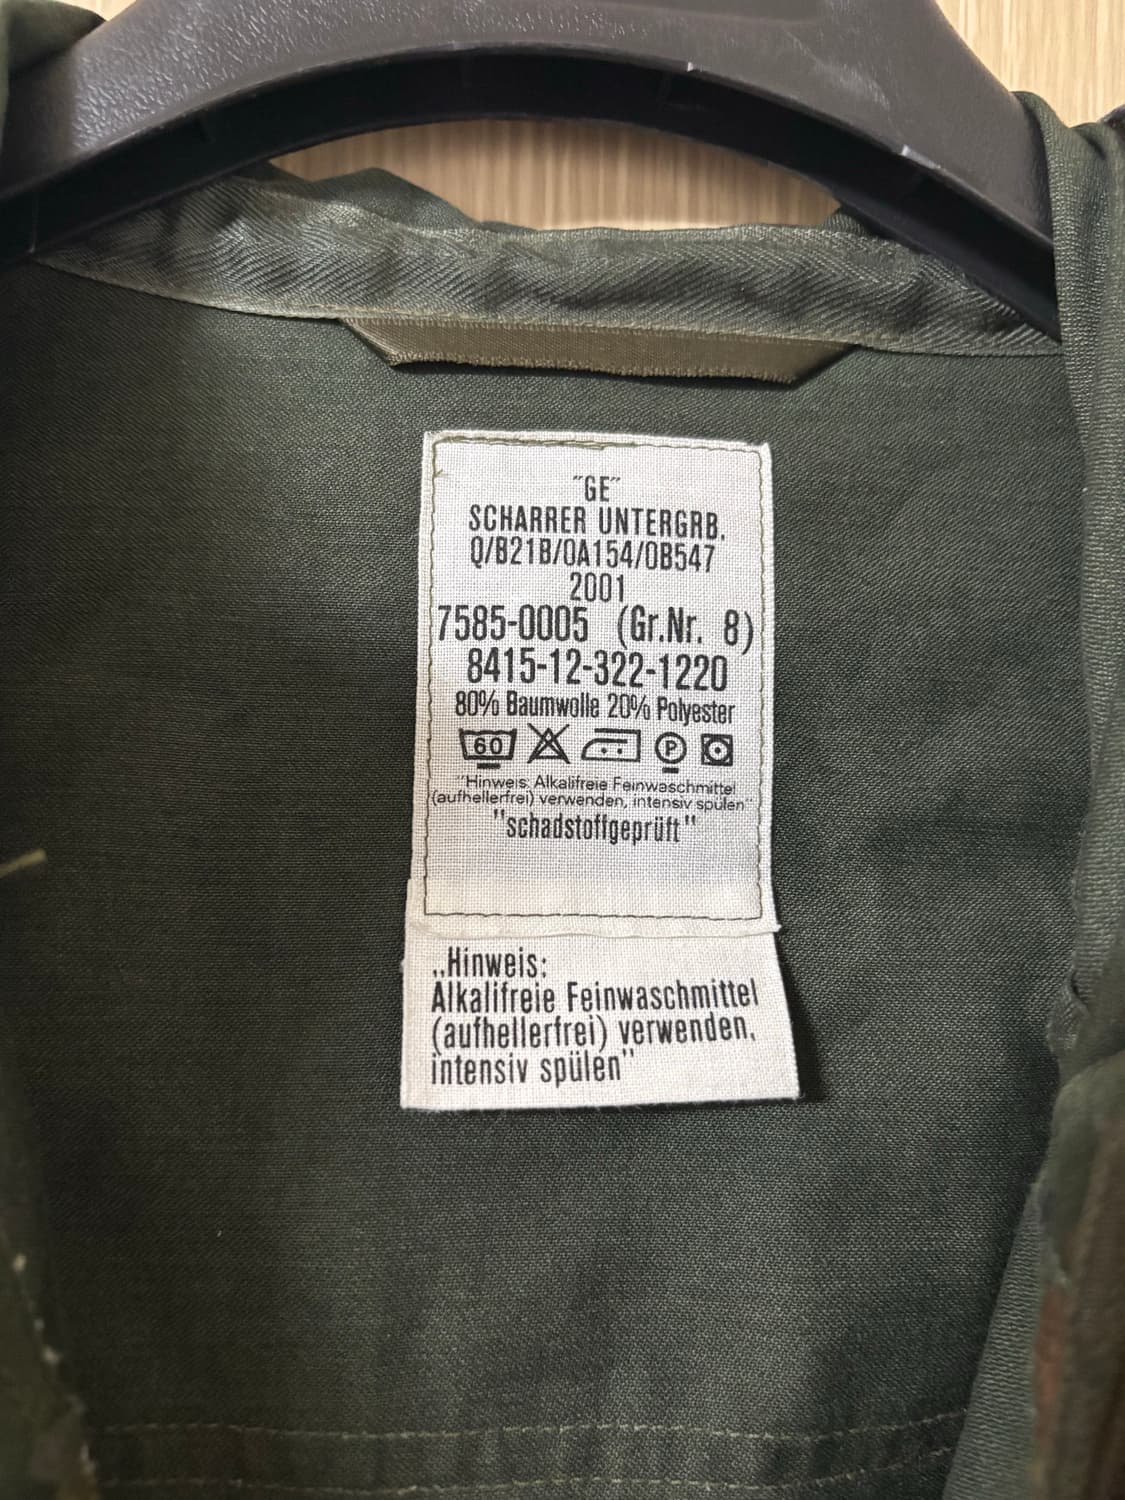 "GE"
SCHARRER UNTERGRB.
Q/B21B/0A154/0B547
2001
7585-0005 (Gr.Nr. 8)
8415-12-322-1220
80% Baumwolle 20% Polyester
60 P
"Hinweis: Alkalifreie Feinwaschmittel
(aufhellerfrei) verwenden, intensiv spülen"
"schadstoffgeprüft"
„Hinweis:
Alkalifreie Feinwaschmittel
(aufhellerfrei) verwenden,
intensiv spülen"